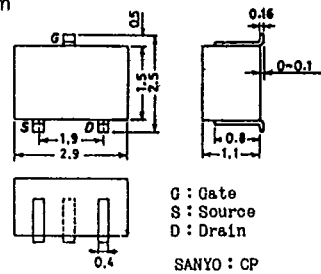 m
G
0.5
1.5
2.5
S
D
1.9
2.9
0.16
0~0.1
0.8
1.1
0.4
G : Gate
S : Source
D : Drain
SANYO : CP